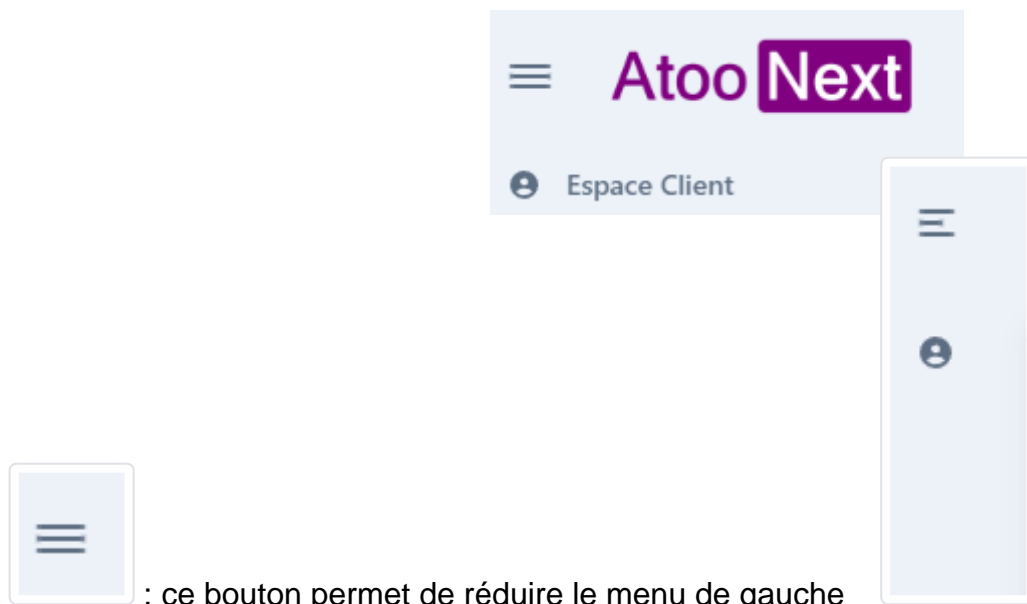 Atoo Next
Espace Client
: ce bouton permet de réduire le menu de gauche